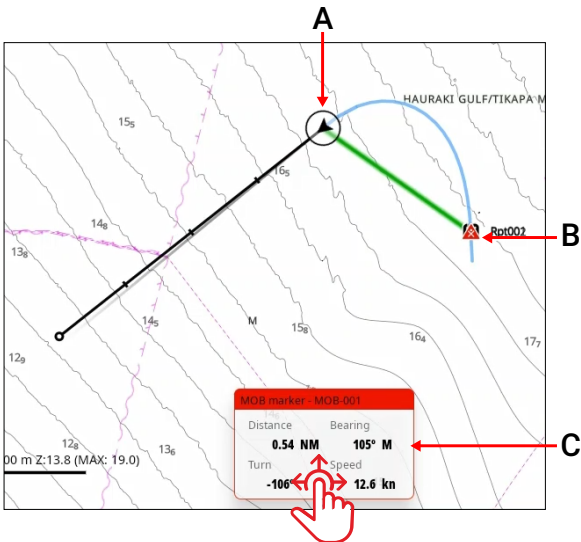 A
HAURAKI GULF/TIKAPA M
15₅
16₅
14₈
Rpt002
B
13₈
14₅
M
15₈
16₄
17₇
12₉
MOB marker - MOB-001
Distance Bearing
0.54 NM 105° M
C
12₈
13₆
00 m Z:13.8 (MAX: 19.0)
Turn Speed
-106° 12.6 kn